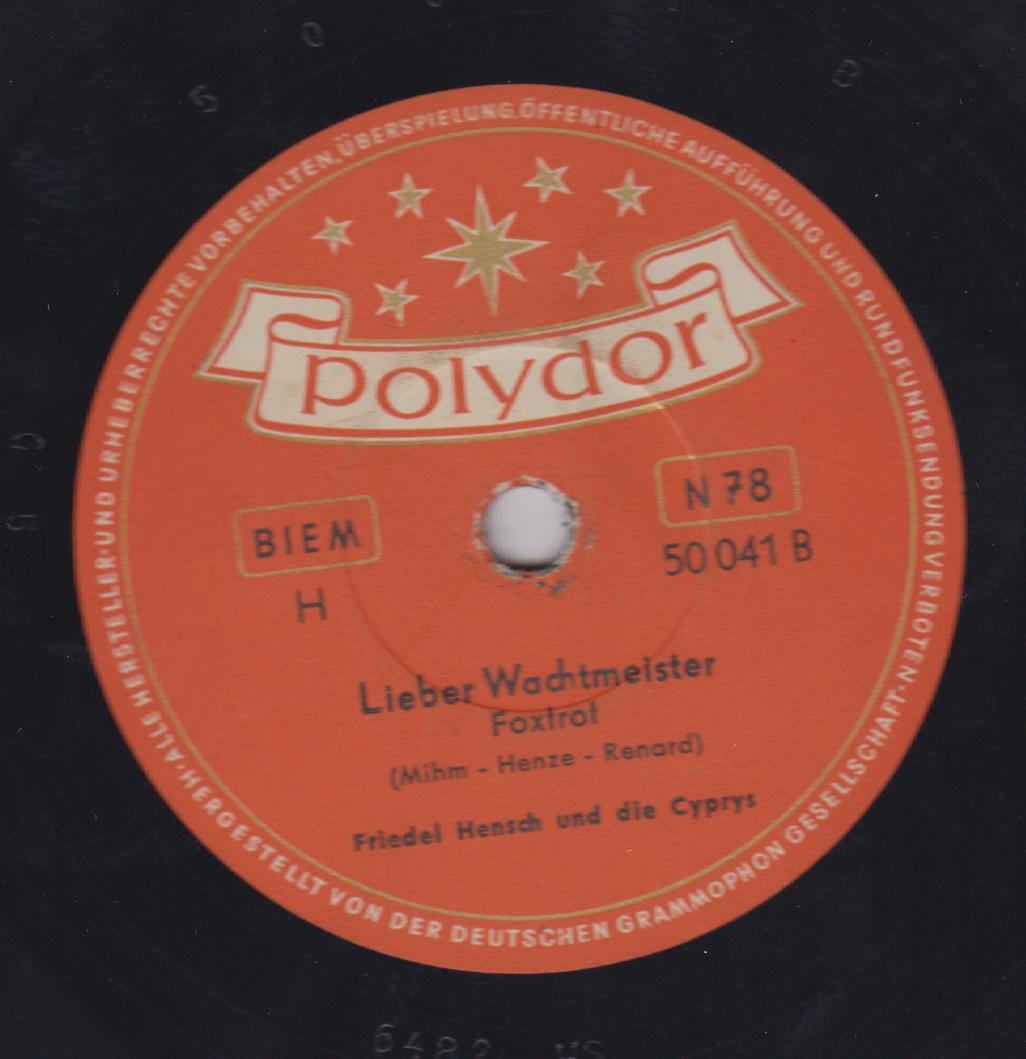 ALLE HERSTELLER- UND URHEBERRECHTE VORBEHALTEN. ÜBERSPIELUNG. ÖFFENTLICHE AUFFÜHRUNG UND RUNDFUNKSENDUNG VERBOTEN.
HERGESTELLT VON DER DEUTSCHEN GRAMMOPHON GESELLSCHAFT.
polydor
BIEM
N 78
H
50 041 B
Lieber Wachtmeister
Foxtrot
(Mihm - Henze - Renard)
Friedel Hensch und die Cyprys
6482